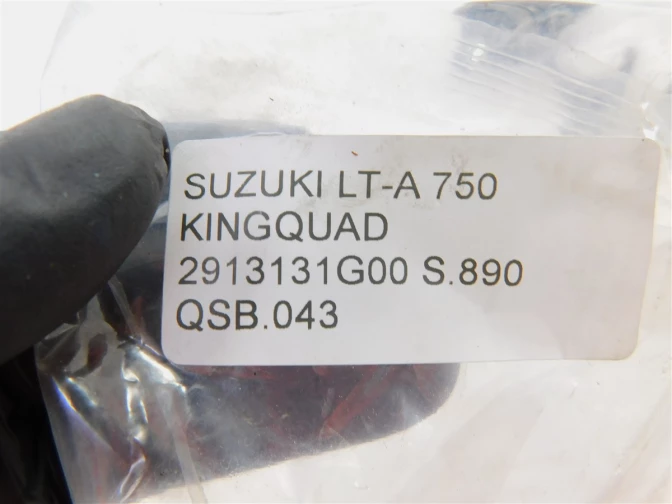 SUZUKI LT-A 750
KINGQUAD
2913131G00 S.890
QSB.043